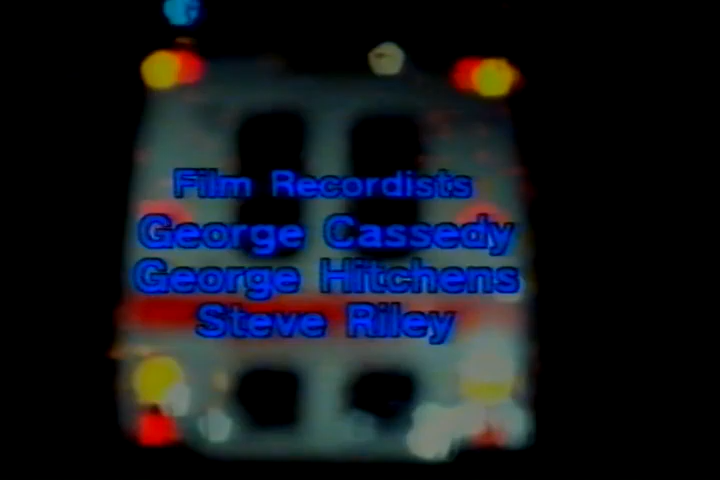 Film Recordists
George Cassedy
George Hitchens
Steve Riley